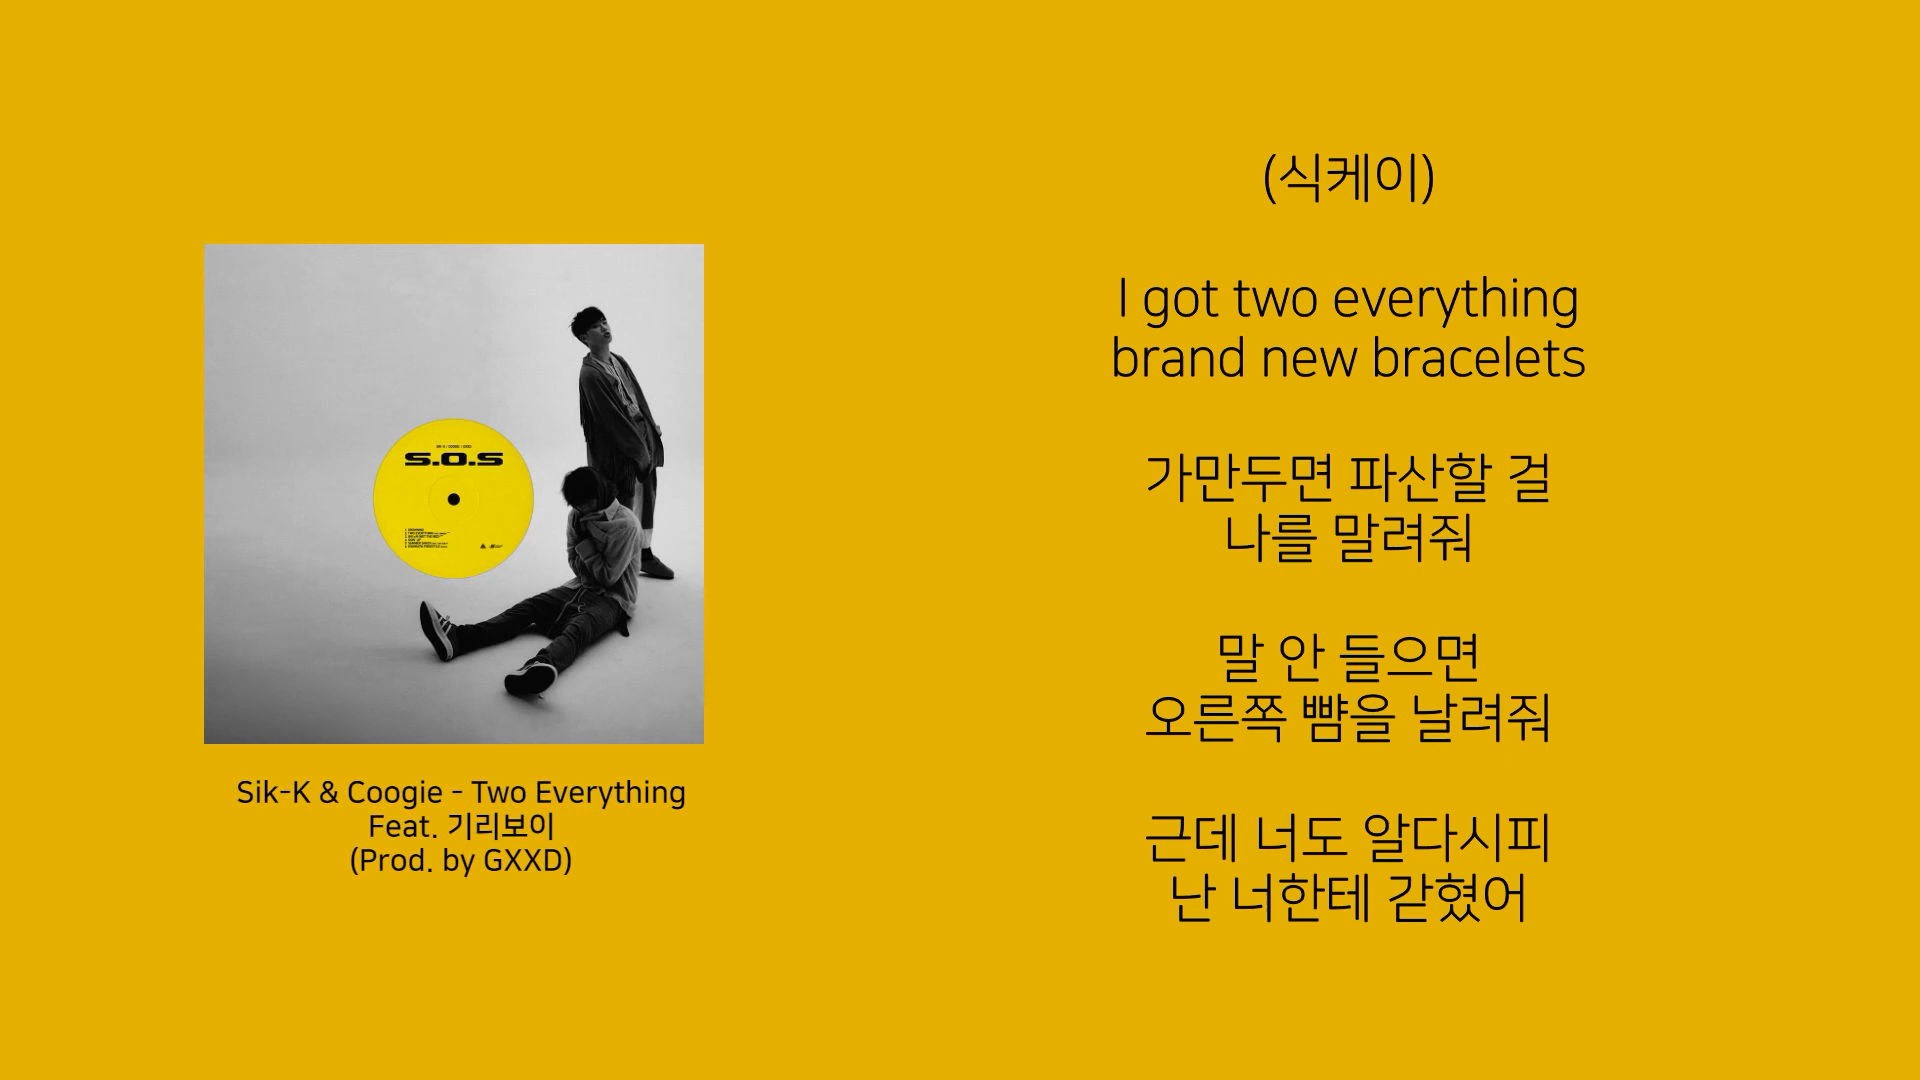 SIK-K / COOGIE / GXXD
S.O.S
Sik-K & Coogie - Two Everything
Feat. 기리보이
(Prod. by GXXD)
(식케이)
I got two everything
brand new bracelets
가만두면 파산할 걸
나를 말려줘
말 안 들으면
오른쪽 뺨을 날려줘
근데 너도 알다시피
난 너한테 갇혔어